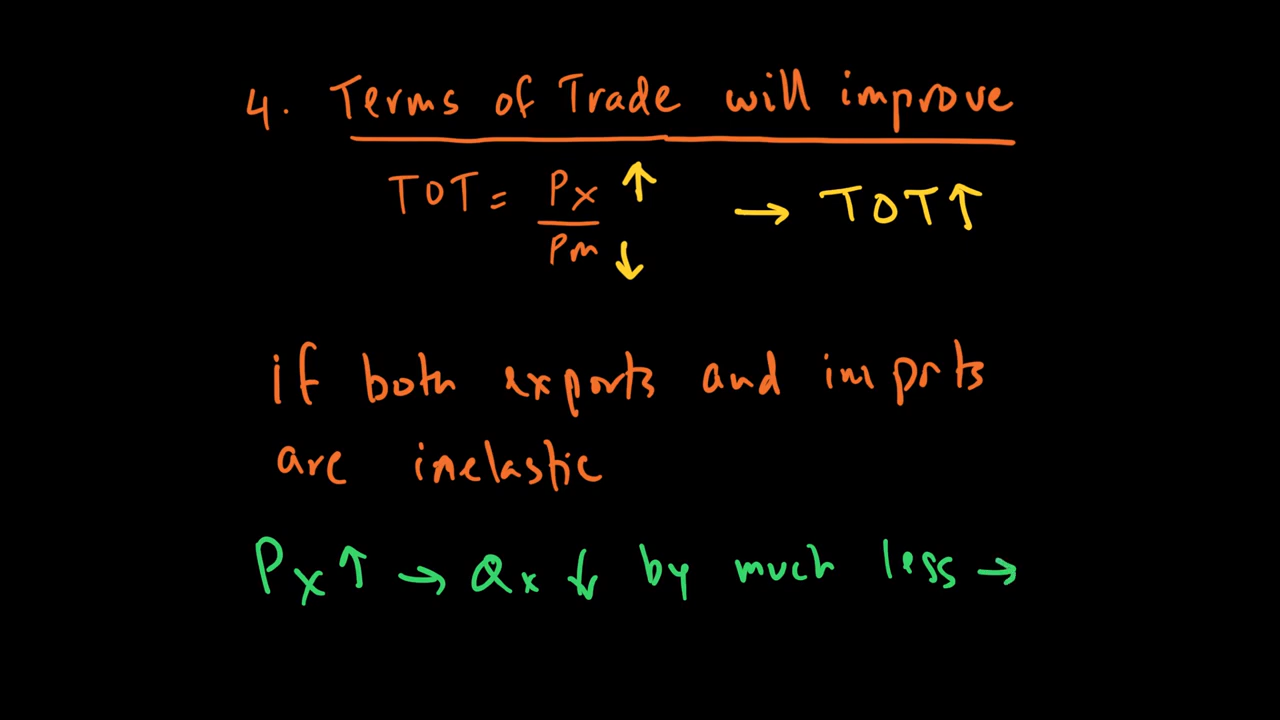 4. Terms of Trade will improve
TOT = Px ↑ → TOT ↑
Pm ↓
if both exports and imprts
are inelastic
Px ↑ → Qx ↓ by much less →